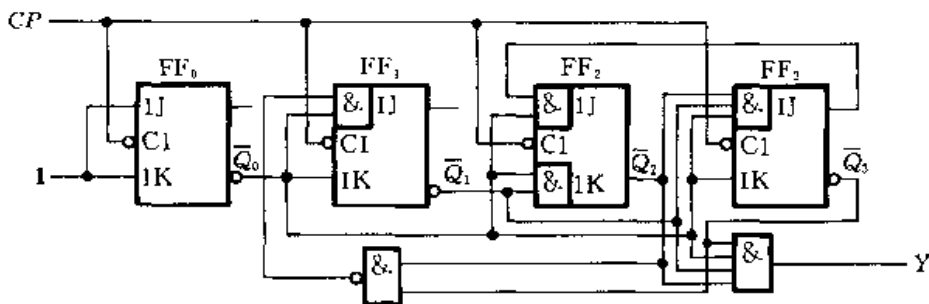 CP
FF₀ FF₁ FF₂ FF₃
1J & 1J & 1J & 1J
C1 C1 C1 C1
Q̅₀ Q̅₁ Q̅₂ Q̅₃
1 1K 1K & 1K 1K
& & Y